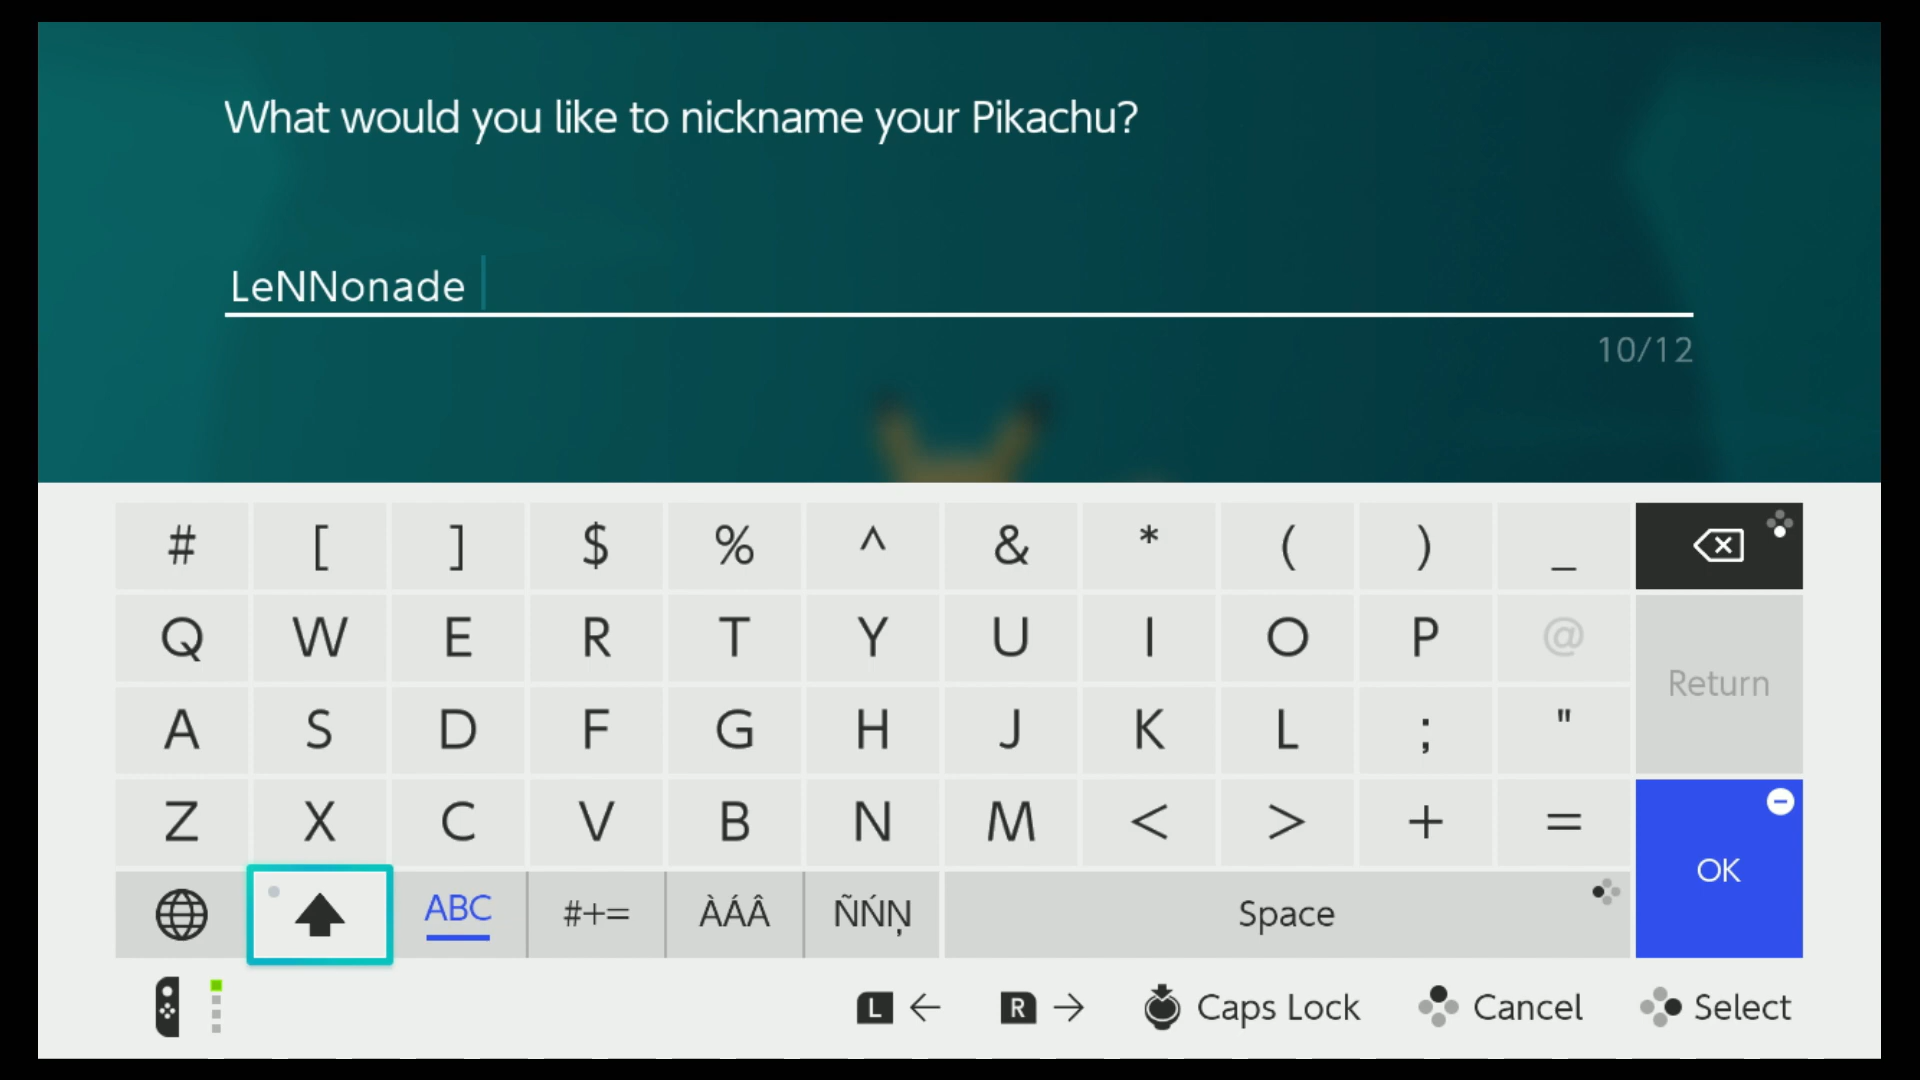 What would you like to nickname your Pikachu?
LeNNonade
10/12
# [ ] $ % ^ & * ( ) _
Q W E R T Y U I O P @
Return
A S D F G H J K L ; "
Z X C V B N M < > + =
OK
ABC #+= ÀÁÂ ÑŃŅ Space
L ← R → Caps Lock Cancel Select